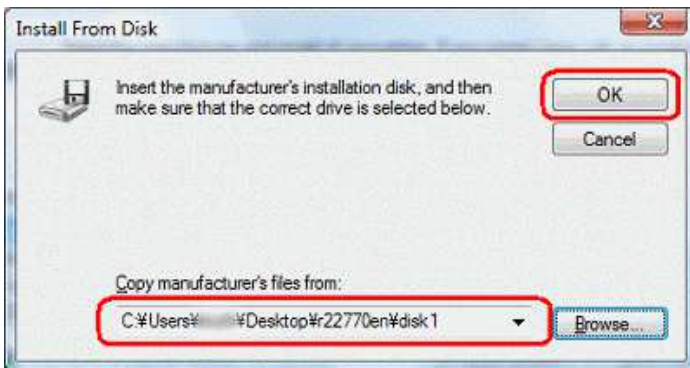 Install From Disk
Insert the manufacturer's installation disk, and then
make sure that the correct drive is selected below.
OK
Cancel
Copy manufacturer's files from:
C:¥Users¥ ¥Desktop¥r22770en¥disk1
Browse...